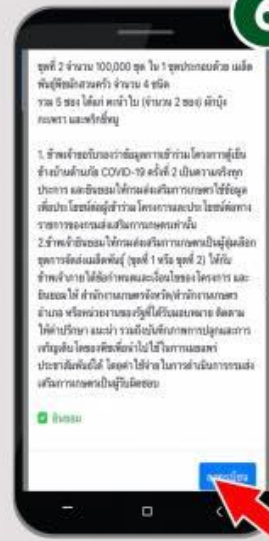 ชุดที่ 2 จำนวน 100,000 ชุด ใน 1 ชุดประกอบด้วย เมล็ด
พันธุ์พืชผักสวนครัว จำนวน 4 ชนิด
รวม 5 ซอง ได้แก่ คะน้าใบ (จำนวน 2 ซอง) ผักบุ้ง
กะเพรา และพริกขี้หนู
1. ข้าพเจ้าขอรับรองว่าข้อมูลการเข้าร่วมโครงการตู้เย็น
ข้างบ้านต้านภัย COVID-19 ครั้งที่ 2 เป็นความจริงทุก
ประการ และยินยอมให้กรมส่งเสริมการเกษตรใช้ข้อมูล
เพื่อประโยชน์ต่อผู้เข้าร่วมโครงการและประโยชน์ต่อทาง
ราชการของกรมส่งเสริมการเกษตรเท่านั้น
2.ข้าพเจ้ายินยอมให้กรมส่งเสริมการเกษตรเป็นผู้สุ่มเลือก
ชุดการจัดส่งเมล็ดพันธุ์ (ชุดที่ 1 หรือ ชุดที่ 2) ให้กับ
ข้าพเจ้าภายใต้ข้อกำหนดและเงื่อนไขของโครงการ และ
ยินยอมให้ สำนักงานเกษตรจังหวัด/สำนักงานเกษตร
อำเภอ หรือหน่วยงานของรัฐที่ได้รับมอบหมาย ติดตาม
ให้คำปรึกษา แนะนำ รวมถึงบันทึกภาพการปลูกและการ
เจริญเติบโตของพืชเพื่อนำไปใช้ในการเผยแพร่
ประชาสัมพันธ์ได้ โดยค่าใช้จ่ายในการดำเนินการกรมส่ง
เสริมการเกษตรเป็นผู้รับผิดชอบ
ยินยอม